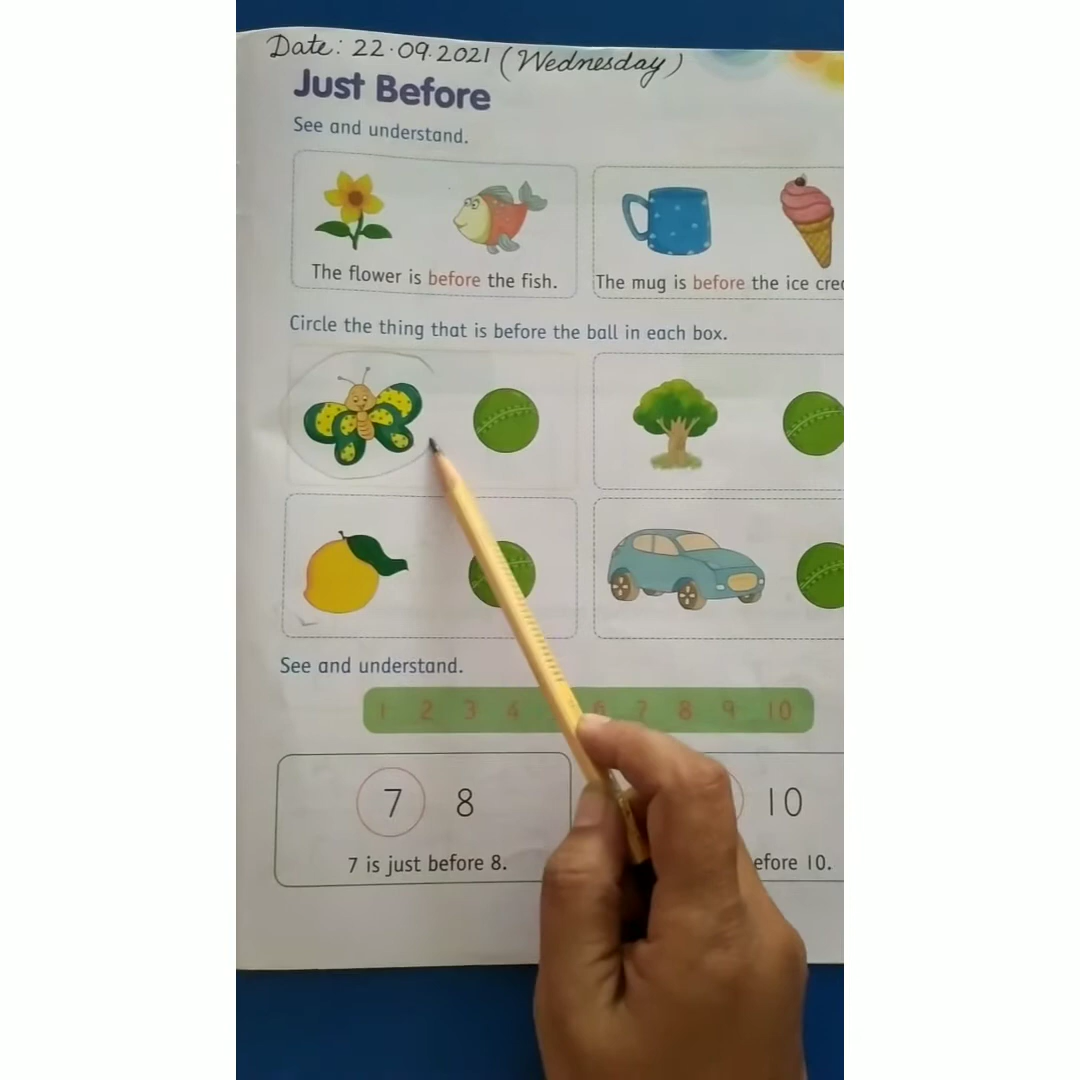 Date: 22.09.2021 (Wednesday)
Just Before
See and understand.
The flower is before the fish.
The mug is before the ice
Circle the thing that is before the ball in each box.
See and understand.
1 2 3 4 6 7 8 9 10
7 8
10
7 is just before 8.
10.